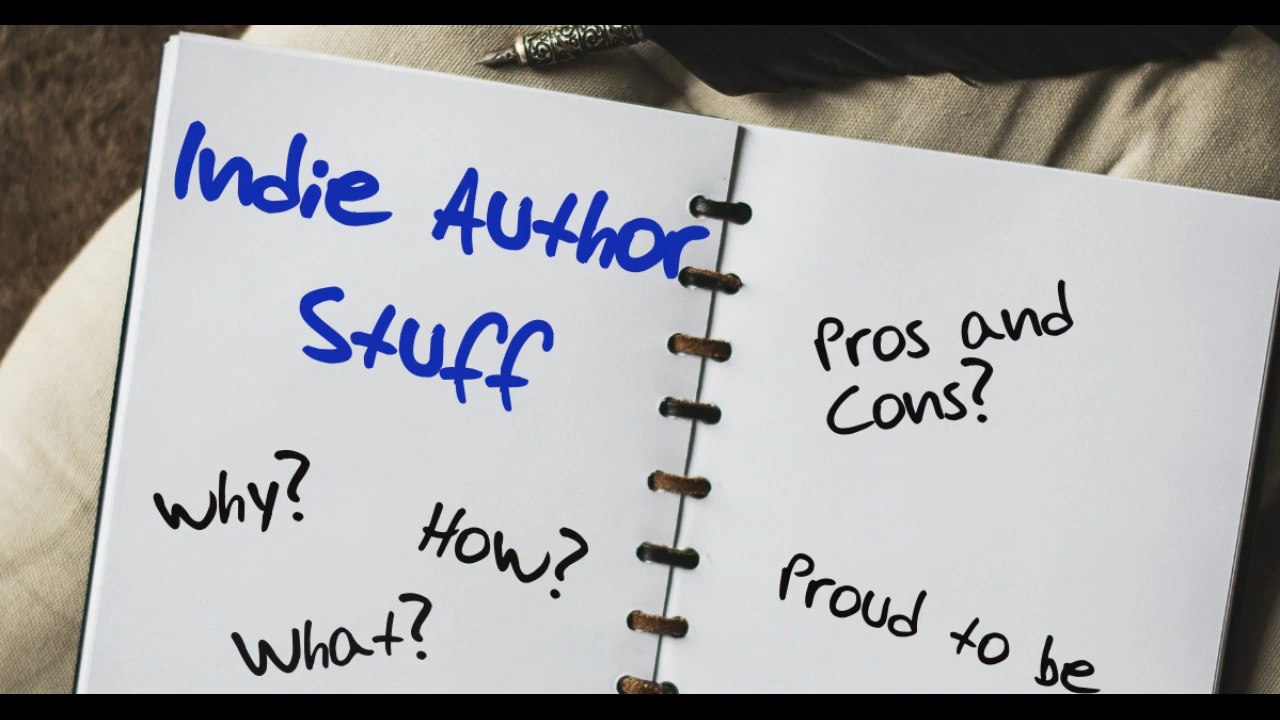 Indie Author
Stuff
Why?
How?
What?
Pros and
Cons?
Proud to be